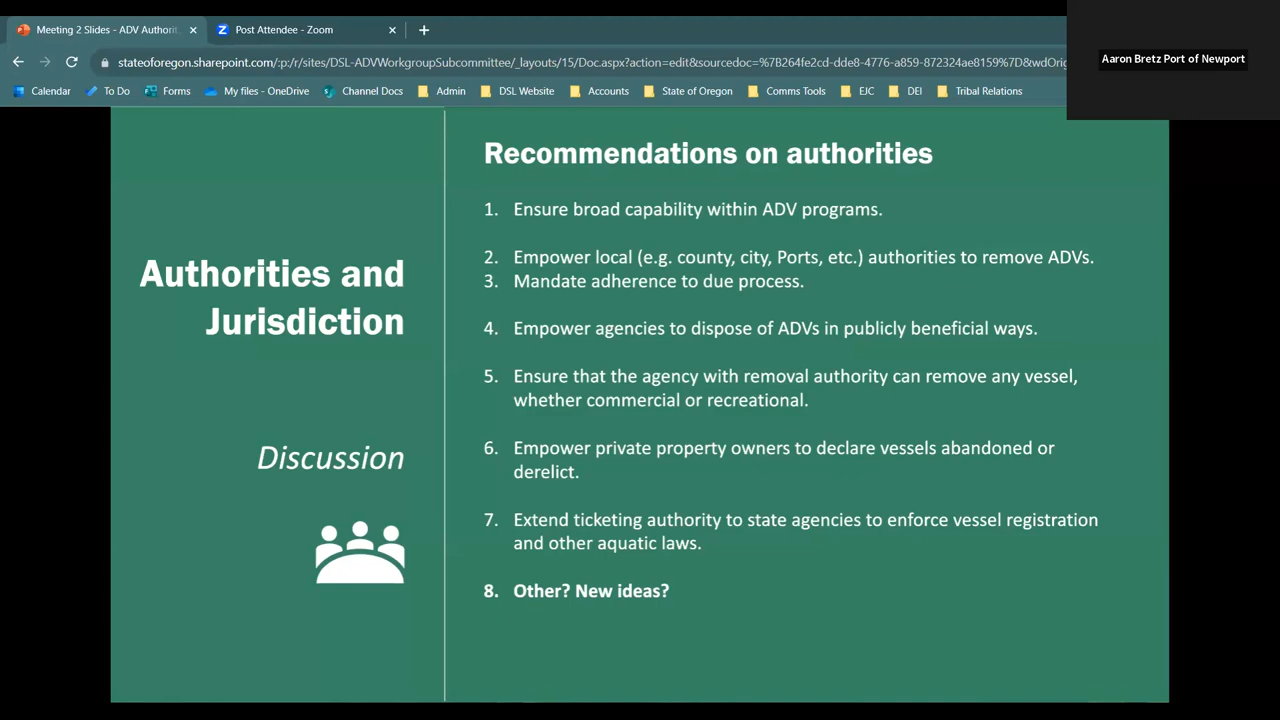 Meeting 2 Slides - ADV Authorit
Post Attendee - Zoom
Aaron Bretz Port of Newport
stateoforegon.sharepoint.com/:p:/r/sites/DSL-ADVWorkgroupSubcommittee/_layouts/15/Doc.aspx?action=edit&sourcedoc=%7B264fe2cd-dde8-4776-a859-872324ae8159%7D&wdOri
Calendar To Do Forms My files - OneDrive Channel Docs Admin DSL Website Accounts State of Oregon Comms Tools EJC DEI Tribal Relations
Authorities and
Jurisdiction
Discussion
Recommendations on authorities
1. Ensure broad capability within ADV programs.
2. Empower local (e.g. county, city, Ports, etc.) authorities to remove ADVs.
3. Mandate adherence to due process.
4. Empower agencies to dispose of ADVs in publicly beneficial ways.
5. Ensure that the agency with removal authority can remove any vessel,
whether commercial or recreational.
6. Empower private property owners to declare vessels abandoned or
derelict.
7. Extend ticketing authority to state agencies to enforce vessel registration
and other aquatic laws.
8. Other? New ideas?